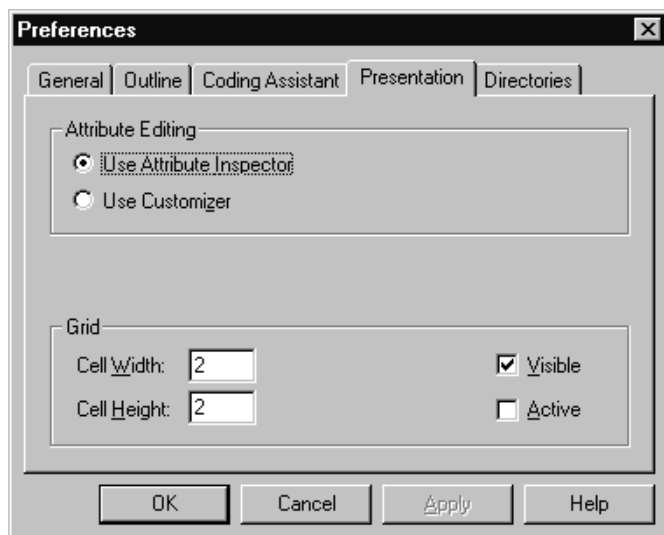 Preferences
General Outline Coding Assistant Presentation Directories
Attribute Editing
Use Attribute Inspector
Use Customizer
Grid
Cell Width: 2 Visible
Cell Height: 2 Active
OK Cancel Apply Help